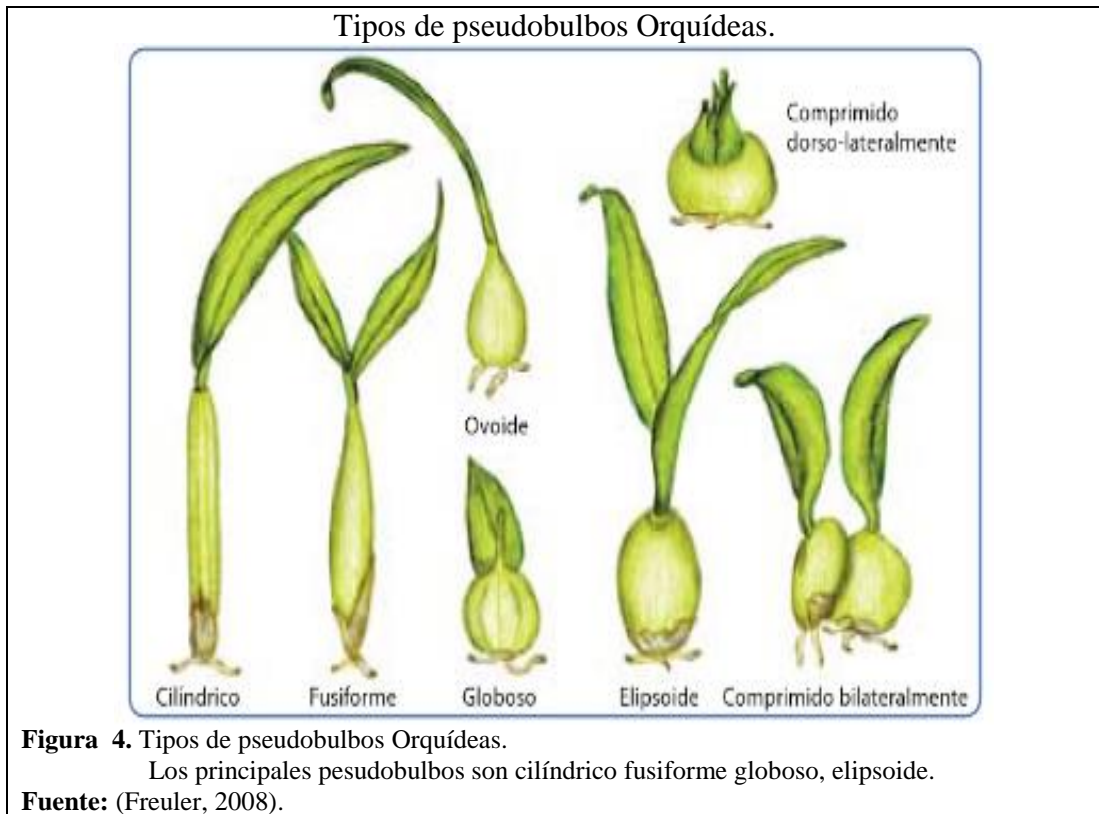 Tipos de pseudobulbos Orquídeas.
Comprimido
dorso-lateralmente
Ovoide
Cilíndrico
Fusiforme
Globoso
Elipsoide
Comprimido bilateralmente
Figura 4. Tipos de pseudobulbos Orquídeas.
Los principales pesudobulbos son cilíndrico fusiforme globoso, elipsoide.
Fuente: (Freuler, 2008).